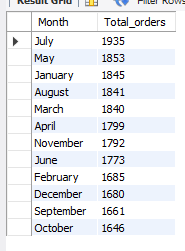 Result Grid Filter Rows
Month Total_orders
July 1935
May 1853
January 1845
August 1841
March 1840
April 1799
November 1792
June 1773
February 1685
December 1680
September 1661
October 1646